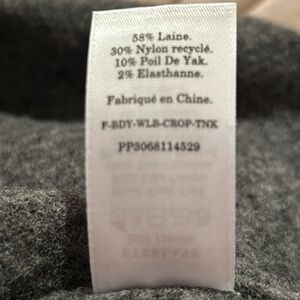 58% Laine.
30% Nylon recyclé.
10% Poil De Yak.
2% Elasthanne.
Fabriqué en Chine.
F-BDY-WLB-CROP-TNK
PP3068114529